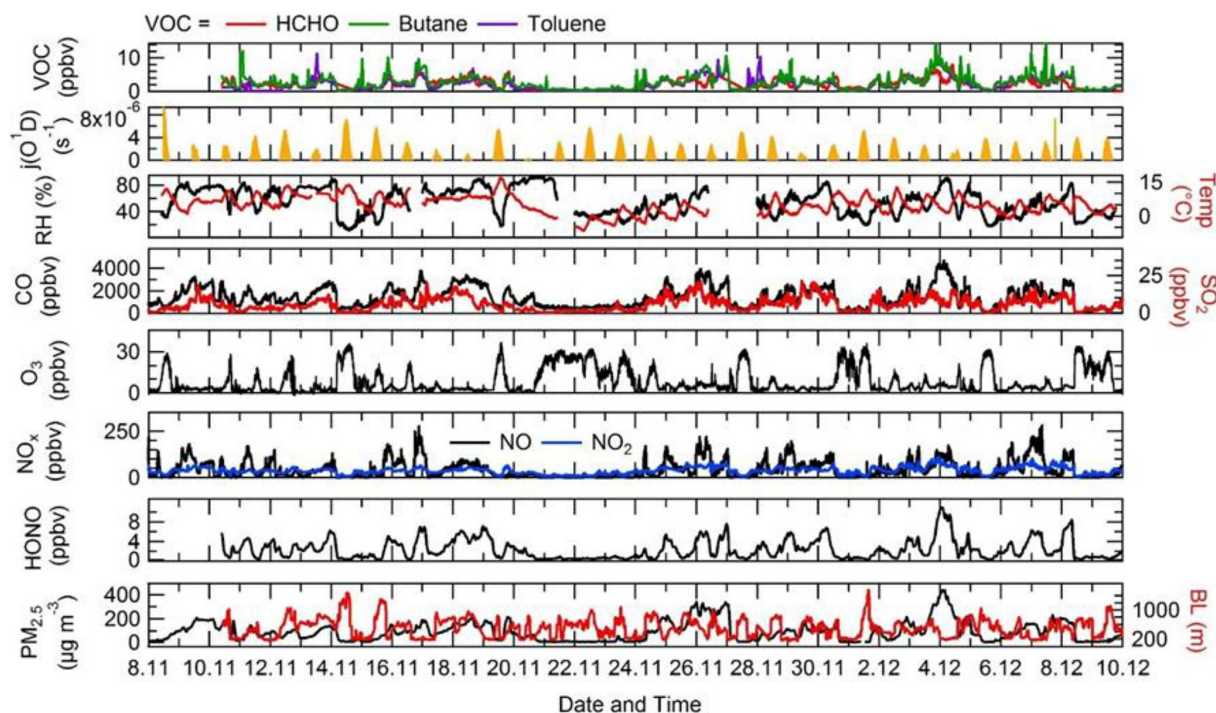 VOC = HCHO Butane Toluene
VOC
(ppbv)
10
0
j(O¹D)
(s⁻¹)
8x10⁻⁶
4
0
RH (%)
80
40
15
0
Temp
(°C)
CO
(ppbv)
4000
2000
0
25
0
SO₂
(ppbv)
O₃
(ppbv)
30
0
NOₓ
(ppbv)
250
0
NO NO₂
HONO
(ppbv)
8
4
0
PM₂.₅
(µg m⁻³)
400
200
0
1000
200
BL (m)
8.11 10.11 12.11 14.11 16.11 18.11 20.11 22.11 24.11 26.11 28.11 30.11 2.12 4.12 6.12 8.12 10.12
Date and Time